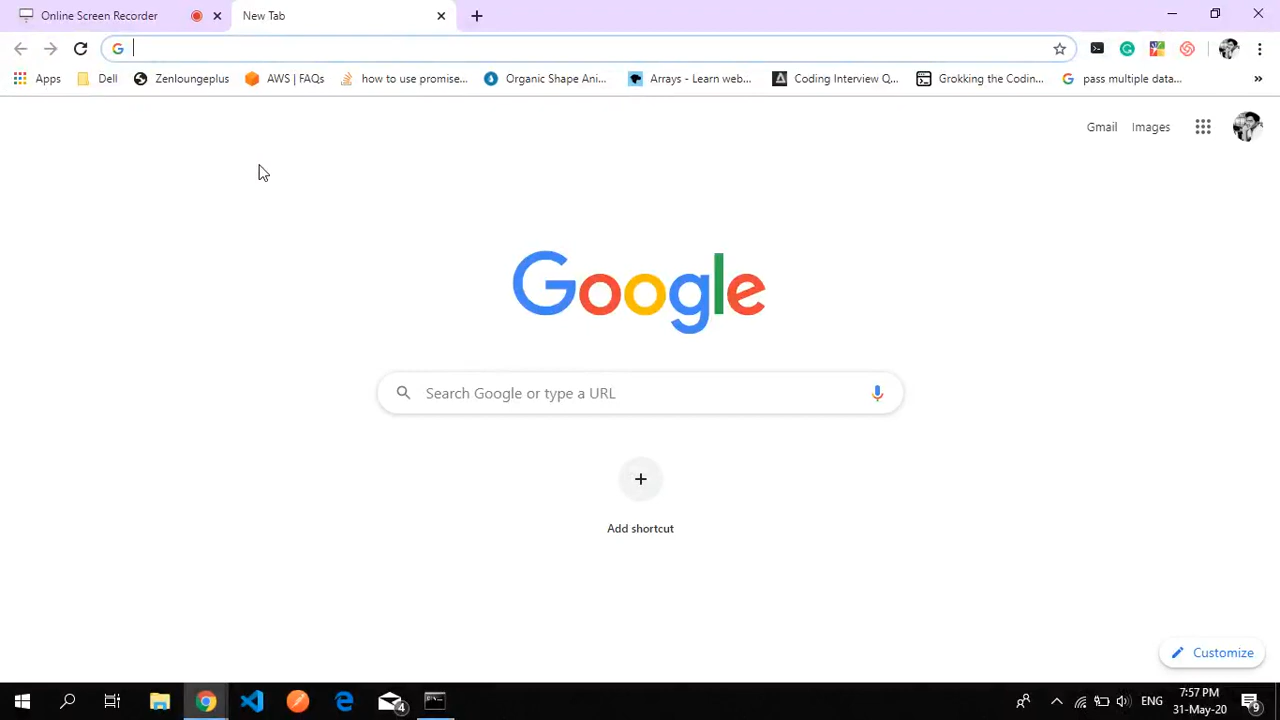 Online Screen Recorder
New Tab
Apps
Dell
Zenloungeplus
AWS | FAQs
how to use promise...
Organic Shape Ani...
Arrays - Learn web...
Coding Interview Q...
Grokking the Codin...
pass multiple data...
»
Gmail
Images
Google
Search Google or type a URL
Add shortcut
Customize
4
ENG
7:57 PM
31-May-20
9